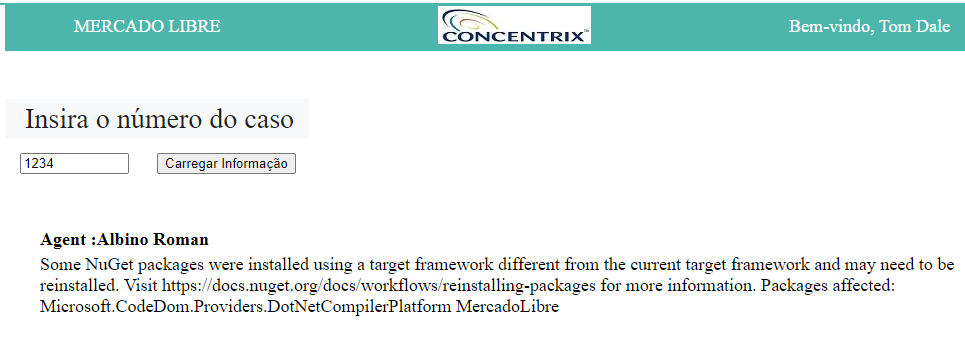 MERCADO LIBRE
CONCENTRIX™
Bem-vindo, Tom Dale
Insira o número do caso
1234
Carregar Informação
Agent :Albino Roman
Some NuGet packages were installed using a target framework different from the current target framework and may need to be
reinstalled. Visit https://docs.nuget.org/docs/workflows/reinstalling-packages for more information. Packages affected:
Microsoft.CodeDom.Providers.DotNetCompilerPlatform MercadoLibre